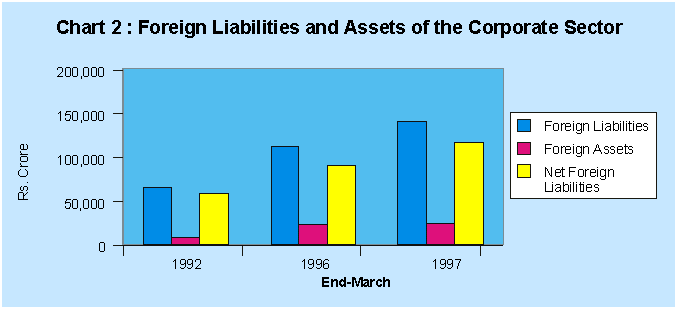 Chart 2 : Foreign Liabilities and Assets of the Corporate Sector
200,000
150,000
100,000
50,000
0
Rs. Crore
1992
1996
1997
End-March
Foreign Liabilities
Foreign Assets
Net Foreign
Liabilities